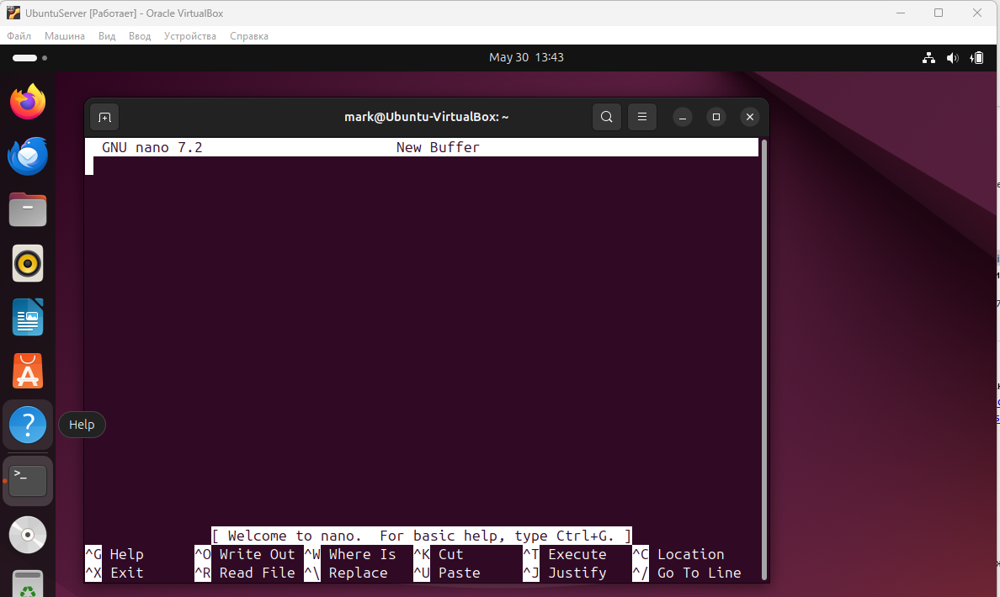 UbuntuServer [Работает] - Oracle VirtualBox
Файл Машина Вид Ввод Устройства Справка
May 30 13:43
mark@Ubuntu-VirtualBox: ~
GNU nano 7.2 New Buffer
Help
[ Welcome to nano. For basic help, type Ctrl+G. ]
^G Help ^O Write Out ^W Where Is ^K Cut ^T Execute ^C Location
^X Exit ^R Read File ^\ Replace ^U Paste ^J Justify ^/ Go To Line